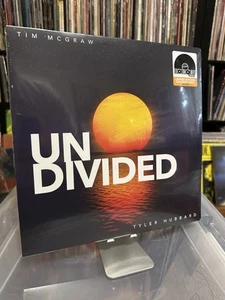 TIM MCGRAW
UN
DIVIDED
TYLER HUBBARD